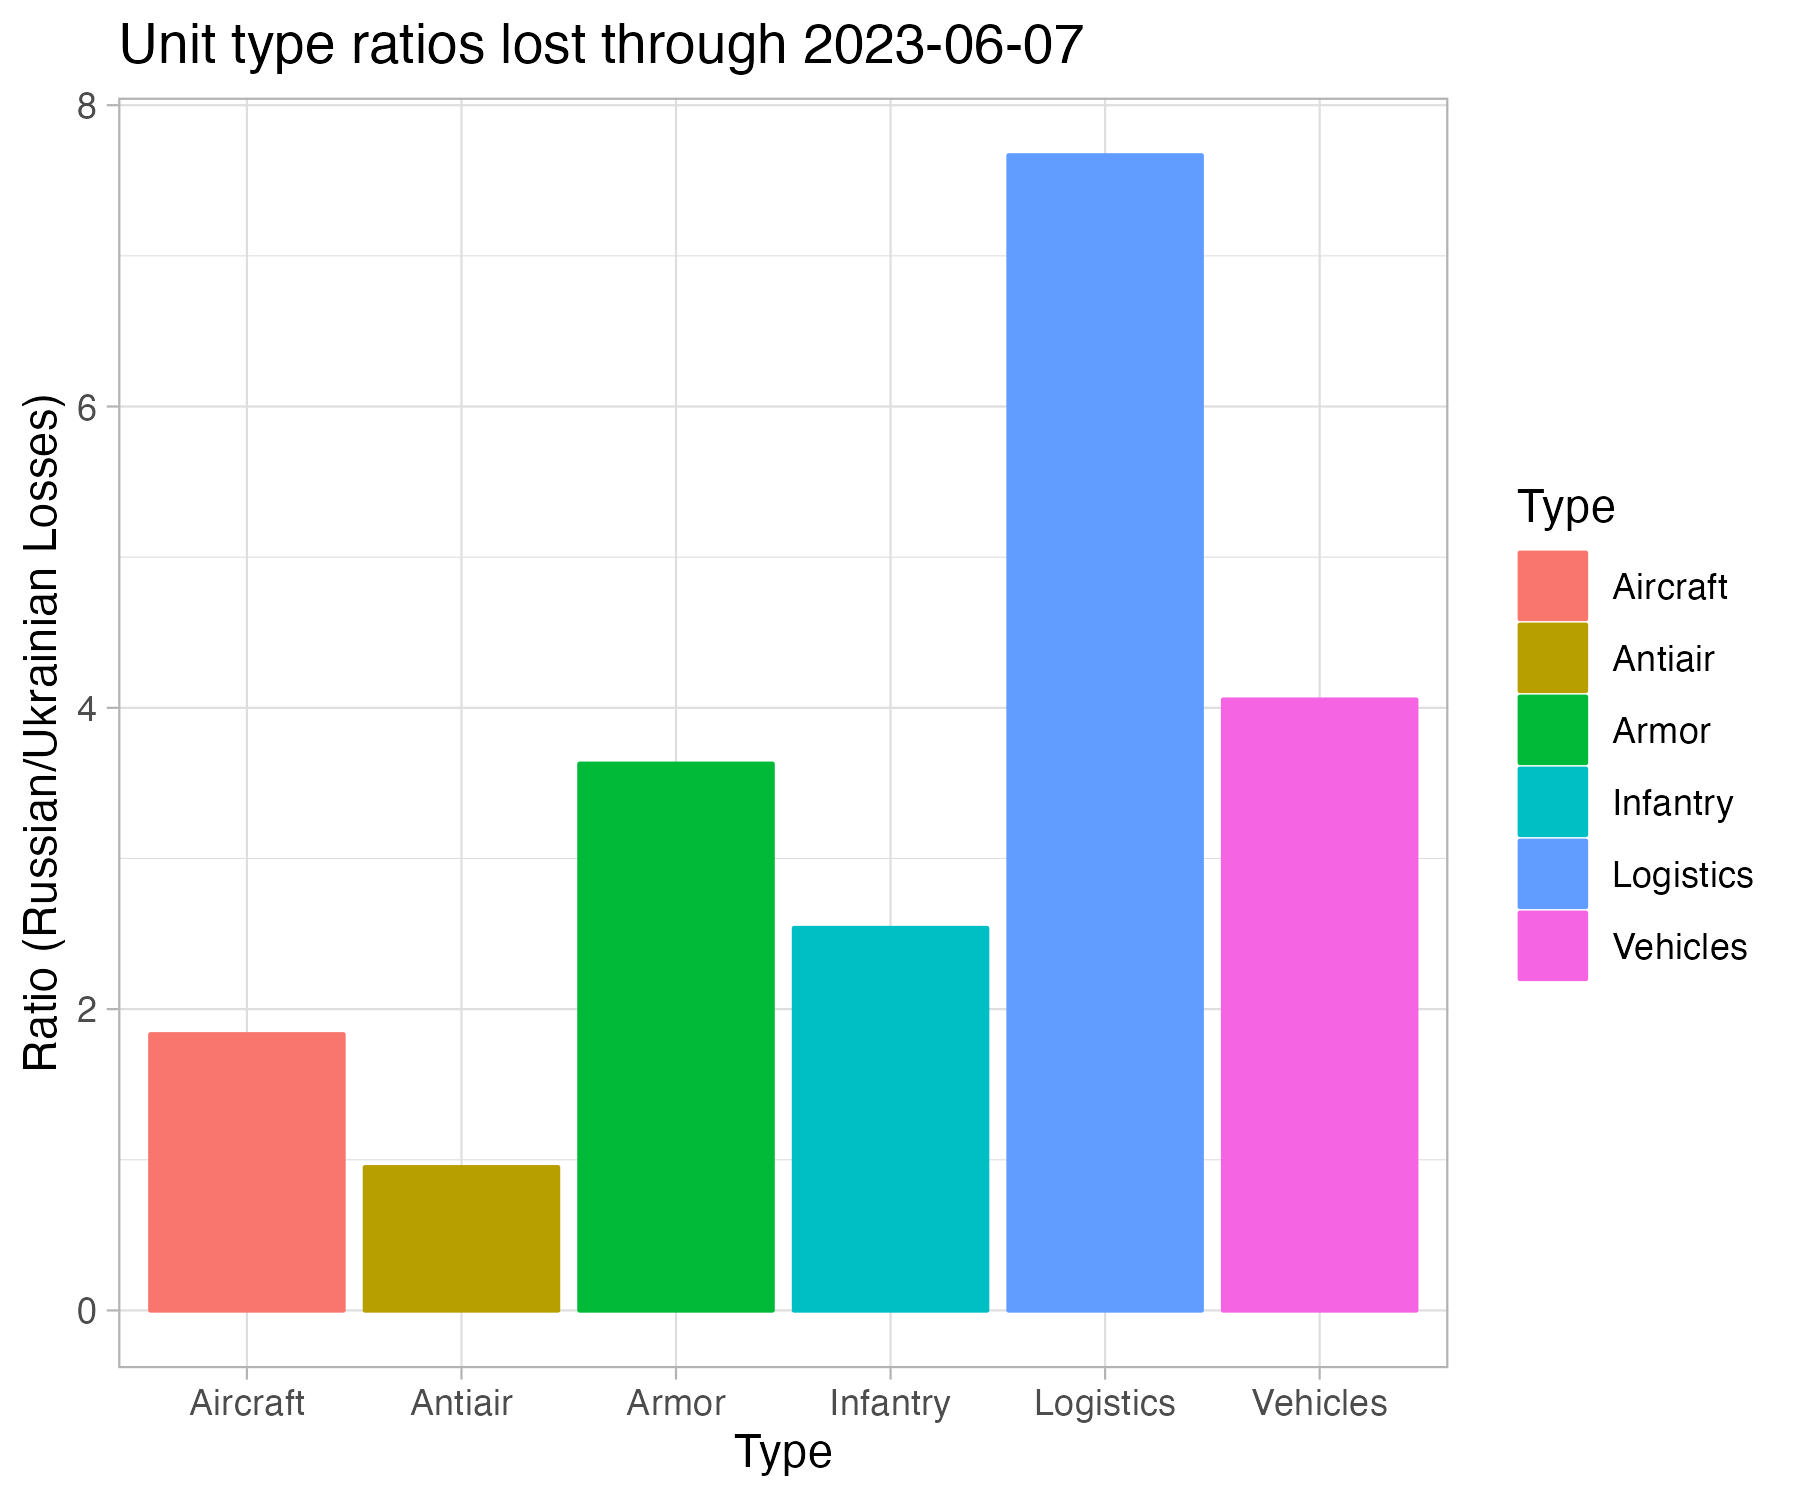 Unit type ratios lost through 2023-06-07
Ratio (Russian/Ukrainian Losses)
8
6
4
2
0
Aircraft
Antiair
Armor
Infantry
Logistics
Vehicles
Type
Type
Aircraft
Antiair
Armor
Infantry
Logistics
Vehicles